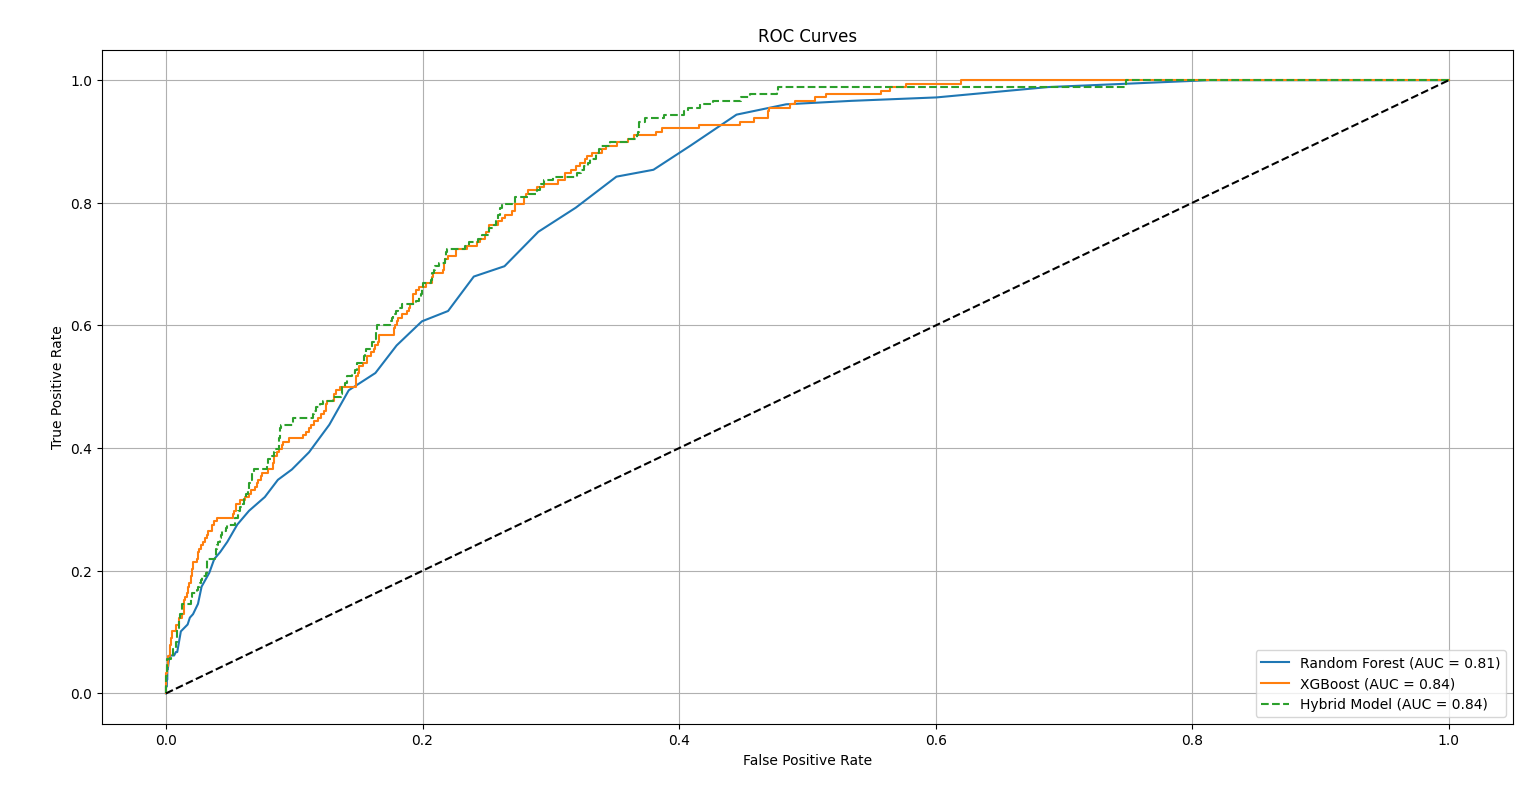 ROC Curves
True Positive Rate
1.0
0.8
0.6
0.4
0.2
0.0
0.0 0.2 0.4 0.6 0.8 1.0
False Positive Rate
Random Forest (AUC = 0.81)
XGBoost (AUC = 0.84)
Hybrid Model (AUC = 0.84)